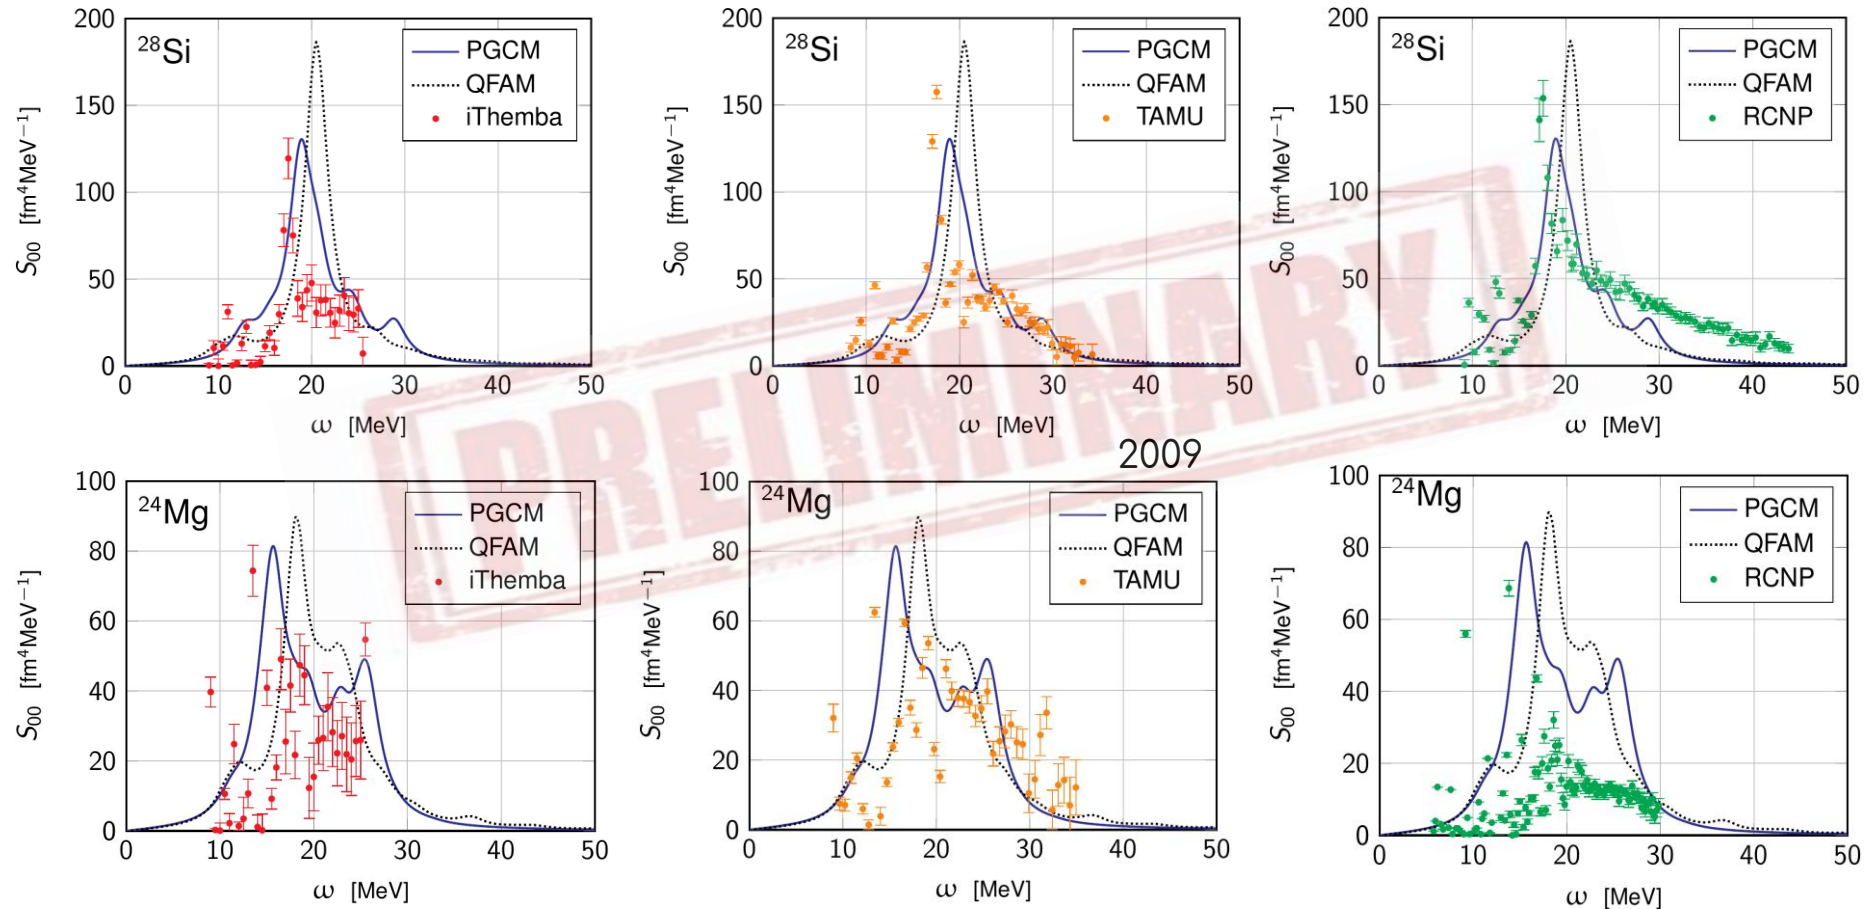 ²⁸Si
PGCM
QFAM
iThemba
S₀₀ [fm⁴MeV⁻¹]
200
150
100
50
0
0 10 20 30 40 50
ω [MeV]
²⁸Si
PGCM
QFAM
TAMU
S₀₀ [fm⁴MeV⁻¹]
200
150
100
50
0
0 10 20 30 40 50
ω [MeV]
²⁸Si
PGCM
QFAM
RCNP
S₀₀ [fm⁴MeV⁻¹]
200
150
100
50
0
0 10 20 30 40 50
ω [MeV]
PRELIMINARY
2009
²⁴Mg
PGCM
QFAM
iThemba
S₀₀ [fm⁴MeV⁻¹]
100
80
60
40
20
0
0 10 20 30 40 50
ω [MeV]
²⁴Mg
PGCM
QFAM
TAMU
S₀₀ [fm⁴MeV⁻¹]
100
80
60
40
20
0
0 10 20 30 40 50
ω [MeV]
²⁴Mg
PGCM
QFAM
RCNP
S₀₀ [fm⁴MeV⁻¹]
100
80
60
40
20
0
0 10 20 30 40 50
ω [MeV]